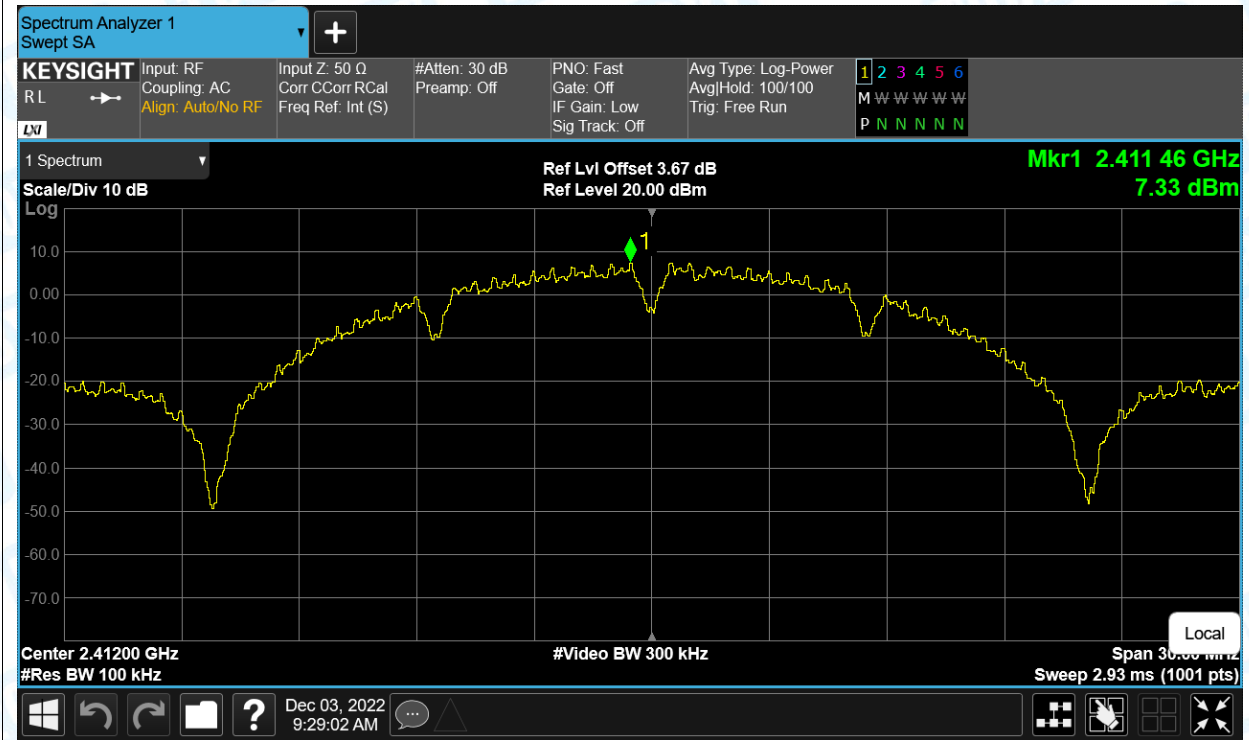 Spectrum Analyzer 1
Swept SA
▼
+
KEYSIGHT
R L
LXI
Input: RF
Coupling: AC
Align: Auto/No RF
Input Z: 50 Ω
Corr CCorr RCal
Freq Ref: Int (S)
#Atten: 30 dB
Preamp: Off
PNO: Fast
Gate: Off
IF Gain: Low
Sig Track: Off
Avg Type: Log-Power
Avg|Hold: 100/100
Trig: Free Run
1 2 3 4 5 6
M W W W W W W
P N N N N N N
1 Spectrum ▼
Scale/Div 10 dB
Log
Ref Lvl Offset 3.67 dB
Ref Level 20.00 dBm
Mkr1 2.411 46 GHz
7.33 dBm
1
10.0
0.00
-10.0
-20.0
-30.0
-40.0
-50.0
-60.0
-70.0
Local
Center 2.41200 GHz
#Video BW 300 kHz
Span 30.00 MHz
#Res BW 100 kHz
Sweep 2.93 ms (1001 pts)
?
Dec 03, 2022
9:29:02 AM